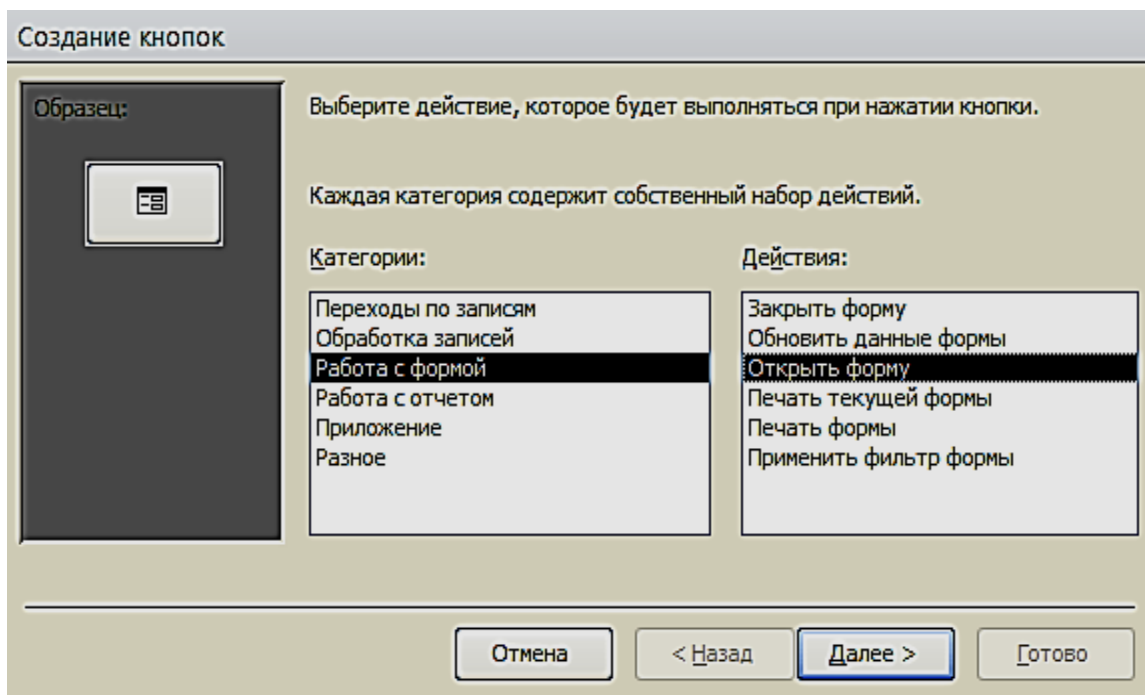 Создание кнопок
Образец:
Выберите действие, которое будет выполняться при нажатии кнопки.
Каждая категория содержит собственный набор действий.
Категории:
Переходы по записям
Обработка записей
Работа с формой
Работа с отчетом
Приложение
Разное
Действия:
Закрыть форму
Обновить данные формы
Открыть форму
Печать текущей формы
Печать формы
Применить фильтр формы
Отмена
< Назад
Далее >
Готово